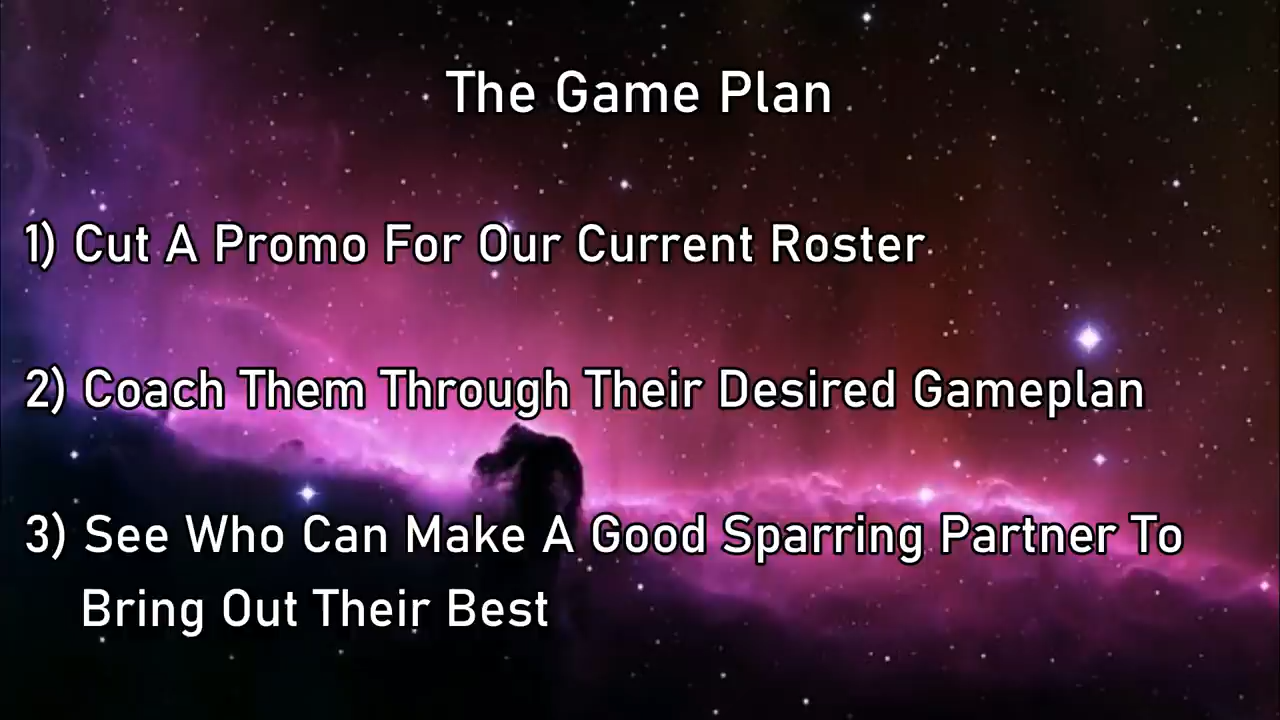 The Game Plan
1) Cut A Promo For Our Current Roster
2) Coach Them Through Their Desired Gameplan
3) See Who Can Make A Good Sparring Partner To
Bring Out Their Best